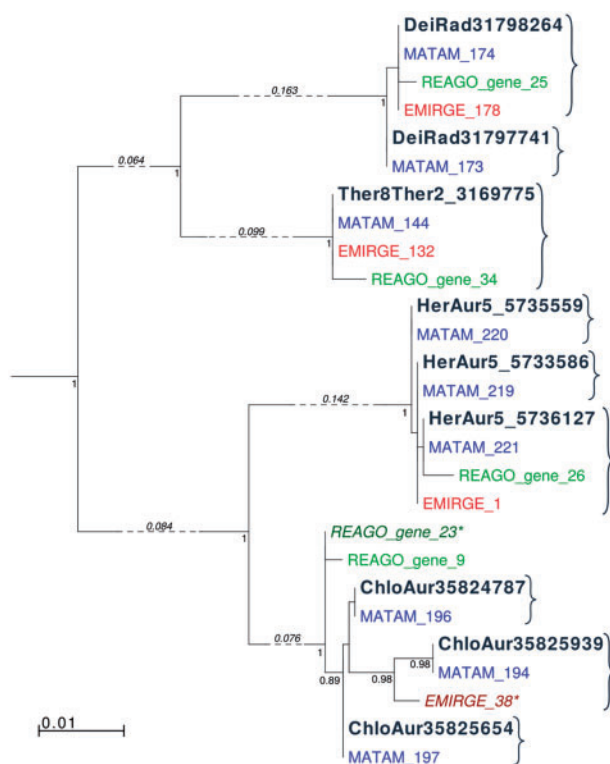 DeiRad31798264
MATAM_174
0.163
REAGO_gene_25
1
EMIRGE_178
DeiRad31797741
0.064
MATAM_173
1
Ther8Ther2_3169775
MATAM_144
0.099
EMIRGE_132
1
REAGO_gene_34
HerAur5_5735559
MATAM_220
HerAur5_5733586
1
MATAM_219
0.142
1
HerAur5_5736127
MATAM_221
REAGO_gene_26
EMIRGE_1
0.084
REAGO_gene_23*
1
REAGO_gene_9
ChloAur35824787
MATAM_196
0.076
ChloAur35825939
1
0.98
MATAM_194
0.89
0.98
EMIRGE_38*
0.01
ChloAur35825654
MATAM_197